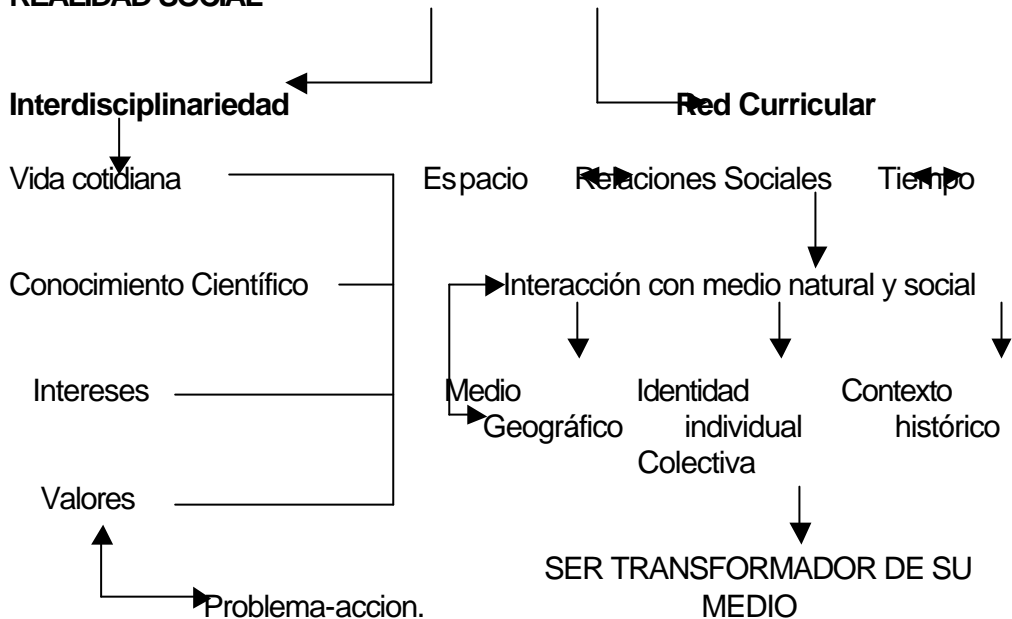 REALIDAD SOCIAL
Interdisciplinariedad Red Curricular
Vida cotidiana Espacio Relaciones Sociales Tiempo
Conocimiento Científico Interacción con medio natural y social
Intereses Medio Identidad Contexto
Geográfico individual histórico
Colectiva
Valores
SER TRANSFORMADOR DE SU
Problema-accion. MEDIO